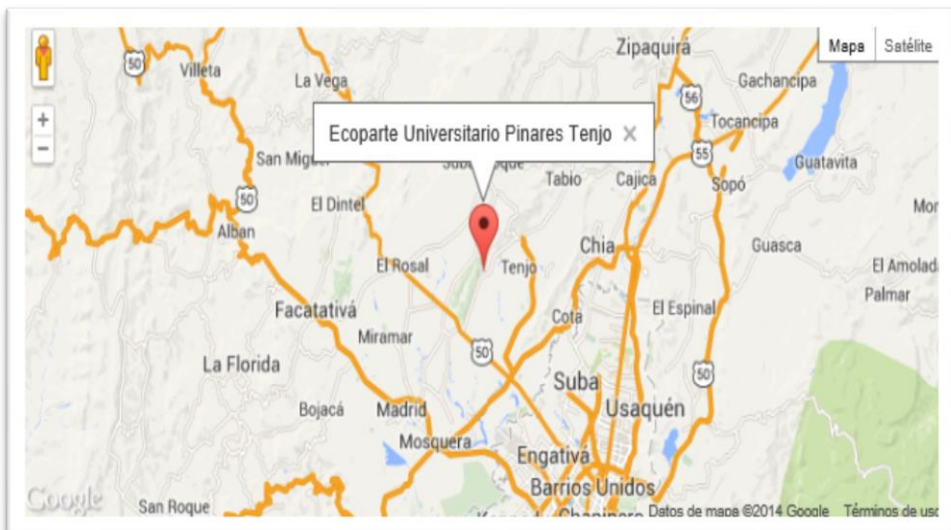 Zipaquirá
Mapa
Satélite
50
Villeta
La Vega
Gachancipa
+
56
−
Ecoparte Universitario Pinares Tenjo ×
Tocancipa
55
San Miguel
Guatavita
Tabio
Cajica
Sopó
50
El Dintel
Mor
Alban
Chia
Guasca
El Rosal
Tenjo
El Amolad
Palmar
Facatativá
Cota
El Espinal
Miramar
50
La Florida
50
Suba
Bojacá
Madrid
Usaquén
Mosquera
Engativá
Barrios Unidos
Google
San Roque
Chapinero
Datos de mapa ©2014 Google
Términos de uso